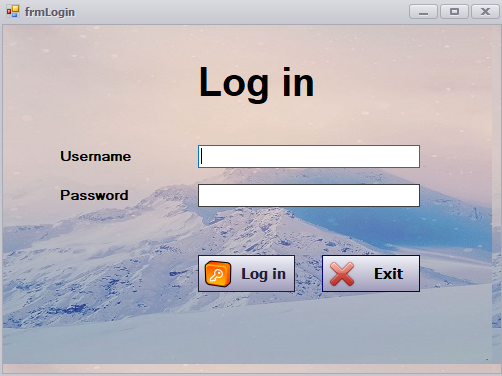 frmLogin
Log in
Username
Password
Log in Exit